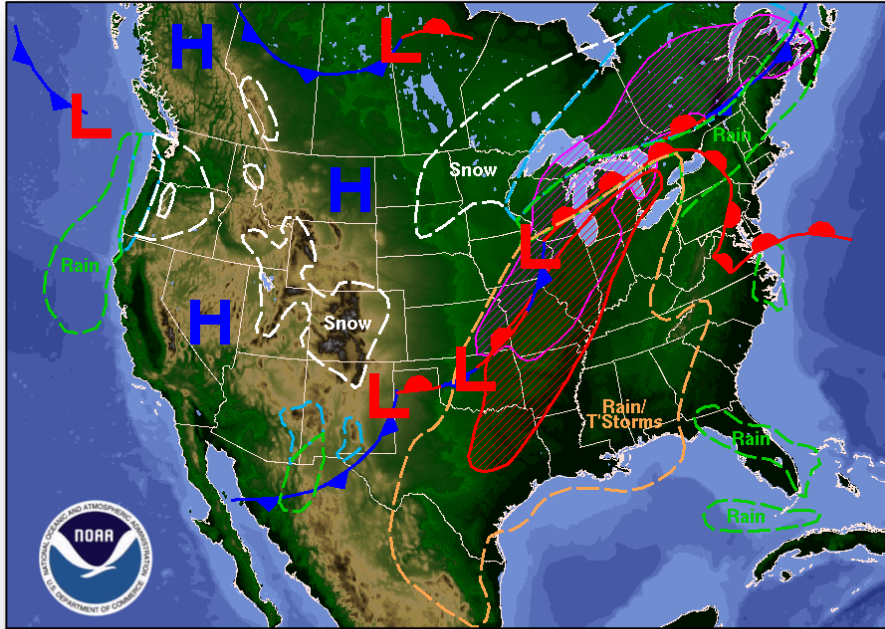 H
L
L
Snow
Rain
H
L
Rain
H
Snow
L
L
Rain/
T'Storms
Rain
Rain
NATIONAL OCEANIC AND ATMOSPHERIC ADMINISTRATION
NOAA
U.S. DEPARTMENT OF COMMERCE